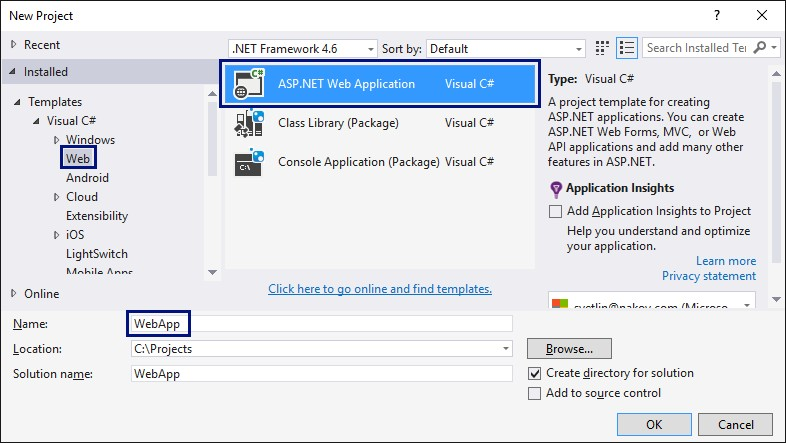 New Project
? ×
Recent
.NET Framework 4.6 Sort by: Default
Search Installed Te
Installed
Templates
Visual C#
Windows
Web
Android
Cloud
Extensibility
iOS
LightSwitch
Mobile Apps
Online
C#
ASP.NET Web Application Visual C#
Class Library (Package) Visual C#
C:\
Console Application (Package) Visual C#
Click here to go online and find templates.
Type: Visual C#
A project template for creating
ASP.NET applications. You can create
ASP.NET Web Forms, MVC, or Web
API applications and add many other
features in ASP.NET.
Application Insights
Add Application Insights to Project
Help you understand and optimize
your application.
Learn more
Privacy statement
svetlin@nakov.com (Microso
Name: WebApp
Location: C:\Projects
Browse...
Solution name: WebApp
Create directory for solution
Add to source control
OK Cancel